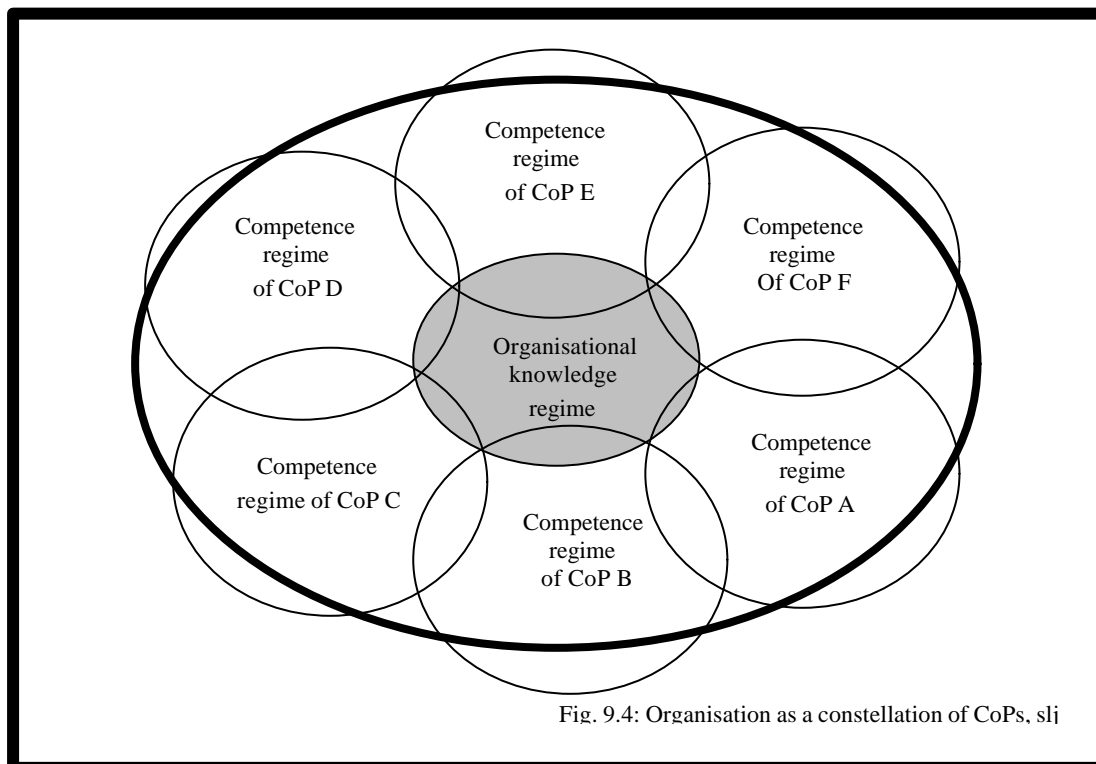 Competence
regime
of CoP E
Competence
regime
of CoP D
Competence
regime
Of CoP F
Organisational
knowledge
regime
Competence
regime of CoP C
Competence
regime
of CoP A
Competence
regime
of CoP B
Fig. 9.4: Organisation as a constellation of CoPs, slj